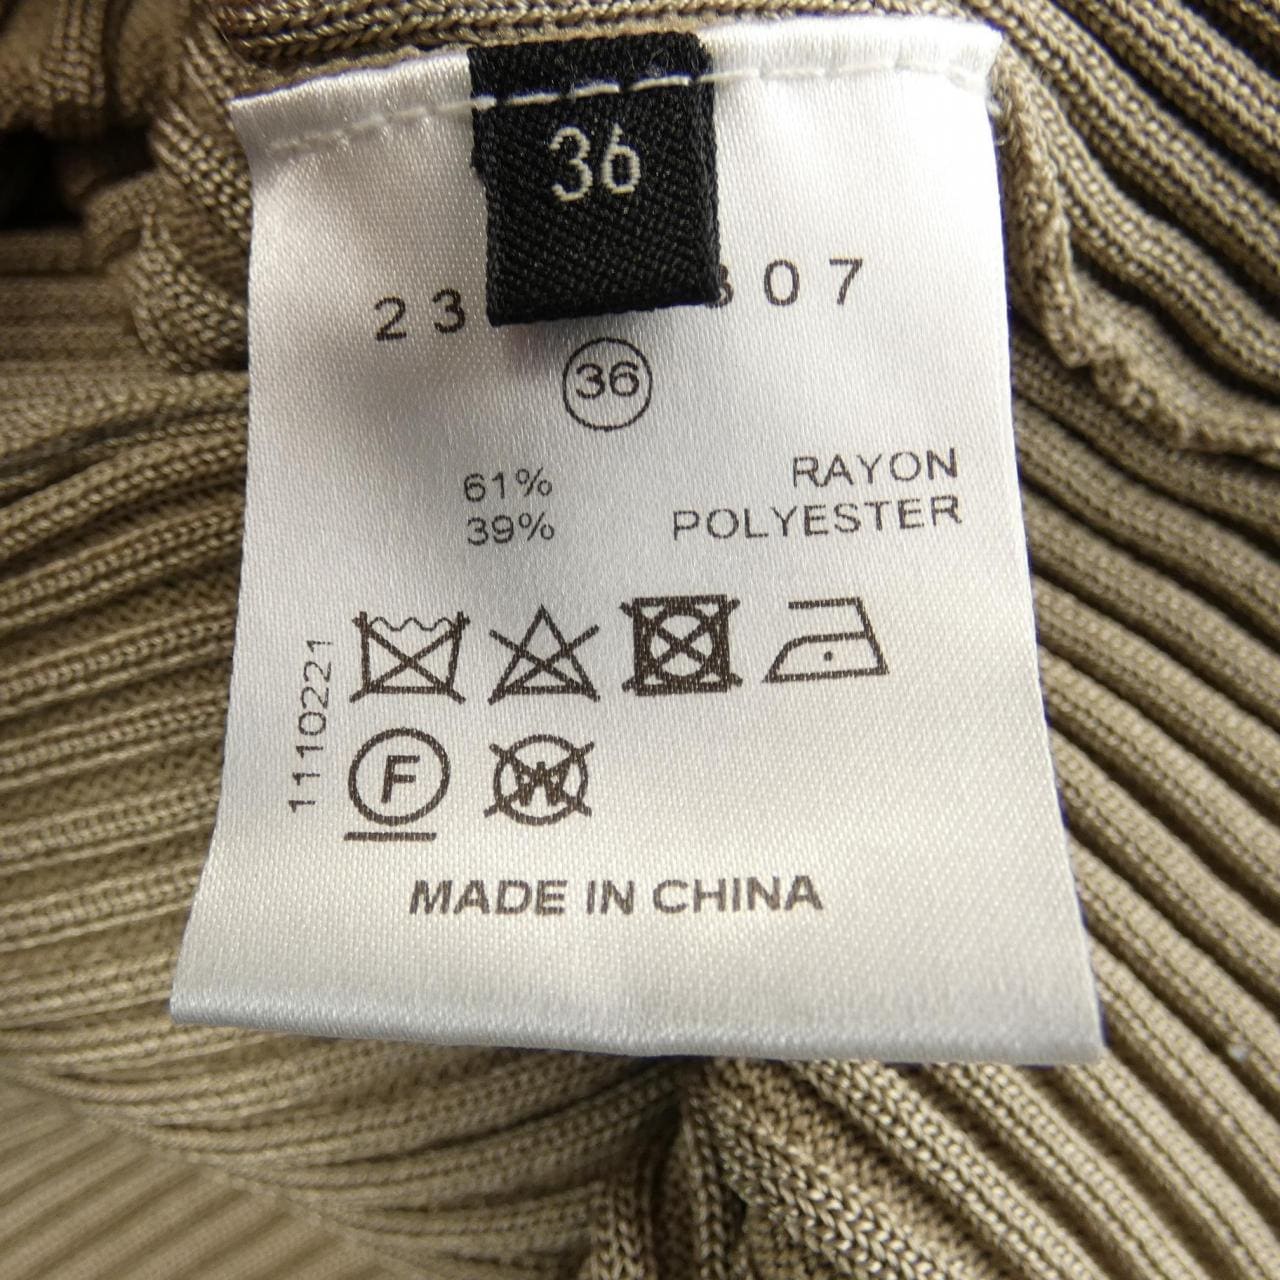 36
23 307
36
61% RAYON
39% POLYESTER
1110221
F
W
MADE IN CHINA